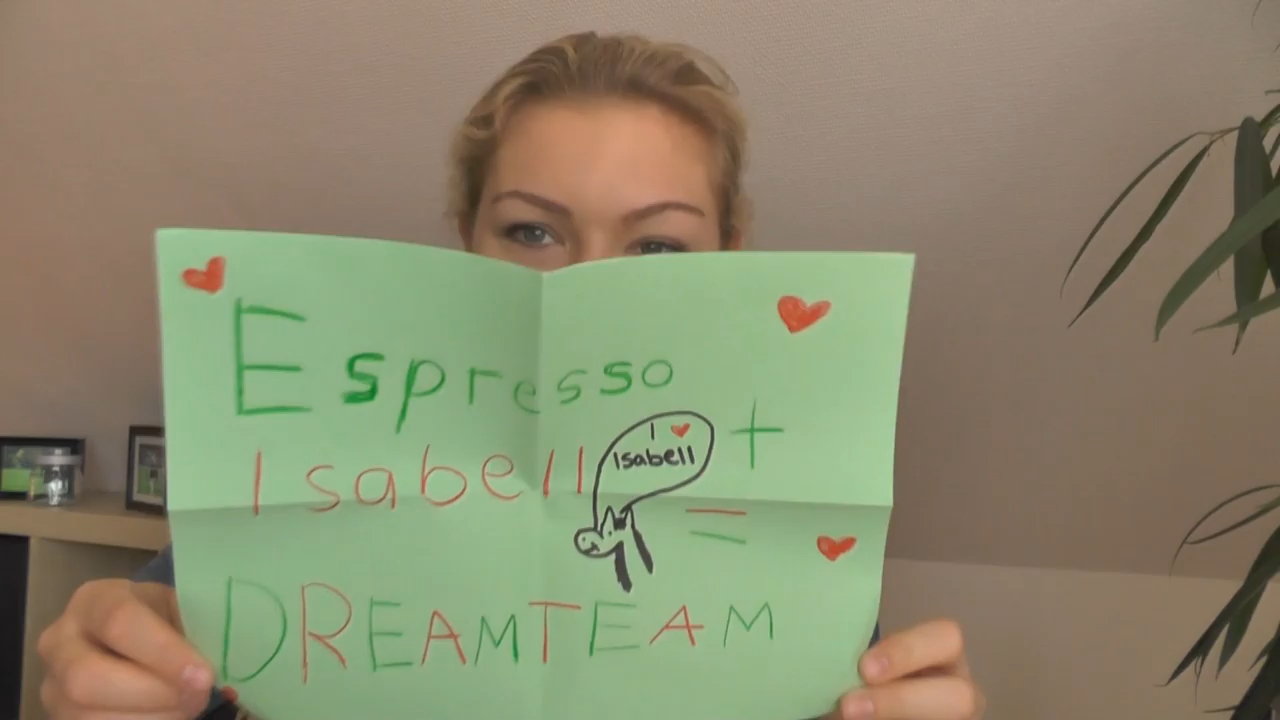 Espresso +
Isabell =
I ♥
Isabell
DREAMTEAM